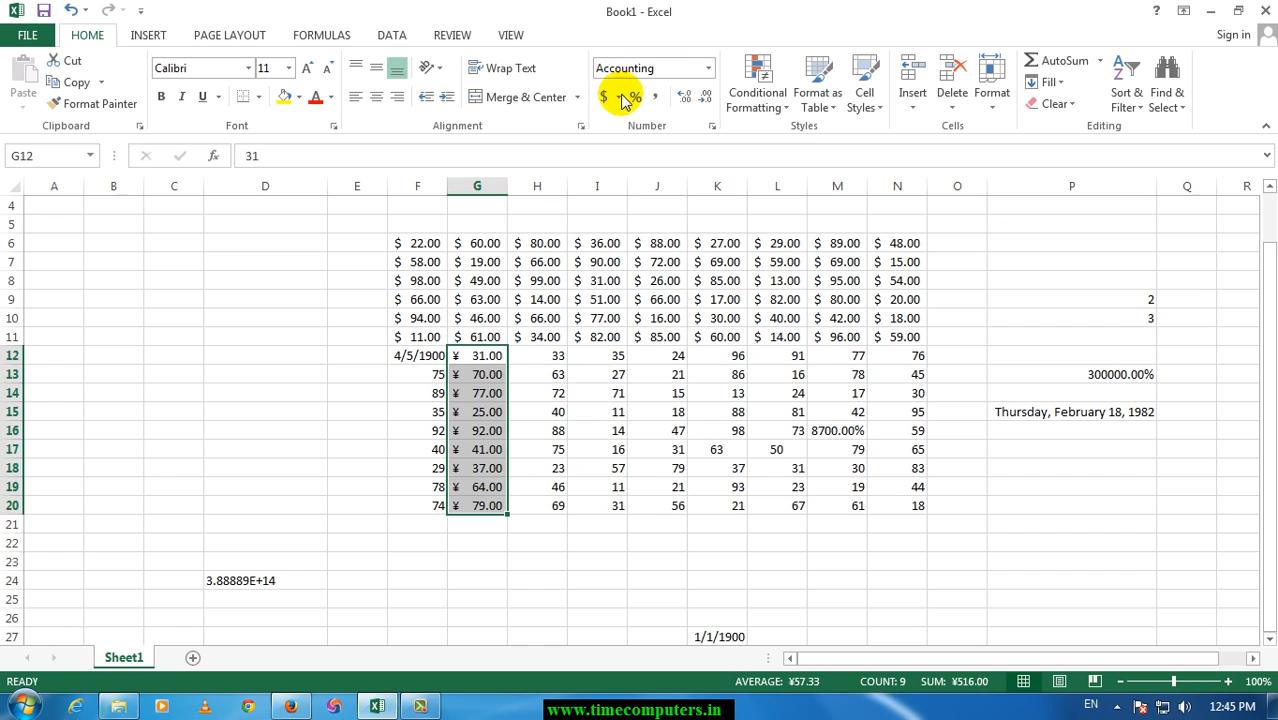 Book1 - Excel
FILE HOME INSERT PAGE LAYOUT FORMULAS DATA REVIEW VIEW Sign in
Paste Cut Copy Format Painter Clipboard
Calibri 11 B I U A Font
Wrap Text Merge & Center Alignment
Accounting $ % , Number
Conditional Formatting Format as Table Cell Styles Styles
Insert Delete Format Cells
AutoSum Fill Clear Sort & Filter Find & Select Editing
G12 fx 31
A B C D E F G H I J K L M N O P Q R
4
5
6 $ 22.00 $ 60.00 $ 80.00 $ 36.00 $ 88.00 $ 27.00 $ 29.00 $ 89.00 $ 48.00
7 $ 58.00 $ 19.00 $ 66.00 $ 90.00 $ 72.00 $ 69.00 $ 59.00 $ 69.00 $ 15.00
8 $ 98.00 $ 49.00 $ 99.00 $ 31.00 $ 26.00 $ 85.00 $ 13.00 $ 95.00 $ 54.00
9 $ 66.00 $ 63.00 $ 14.00 $ 51.00 $ 66.00 $ 17.00 $ 82.00 $ 80.00 $ 20.00 2
10 $ 94.00 $ 46.00 $ 66.00 $ 77.00 $ 16.00 $ 30.00 $ 40.00 $ 42.00 $ 18.00 3
11 $ 11.00 $ 61.00 $ 34.00 $ 82.00 $ 85.00 $ 60.00 $ 14.00 $ 96.00 $ 59.00
12 4/5/1900 ¥ 31.00 33 35 24 96 91 77 76
13 75 ¥ 70.00 63 27 21 86 16 78 45 300000.00%
14 89 ¥ 77.00 72 71 15 13 24 17 30
15 35 ¥ 25.00 40 11 18 88 81 42 95 Thursday, February 18, 1982
16 92 ¥ 92.00 88 14 47 98 73 8700.00% 59
17 40 ¥ 41.00 75 16 31 63 50 79 65
18 29 ¥ 37.00 23 57 79 37 31 30 83
19 78 ¥ 64.00 46 11 21 93 23 19 44
20 74 ¥ 79.00 69 31 56 21 67 61 18
21
22
23
24 3.88889E+14
25
26
27 1/1/1900
Sheet1
READY AVERAGE: ¥57.33 COUNT: 9 SUM: ¥516.00 100%
www.timecomputers.in
EN 12:45 PM